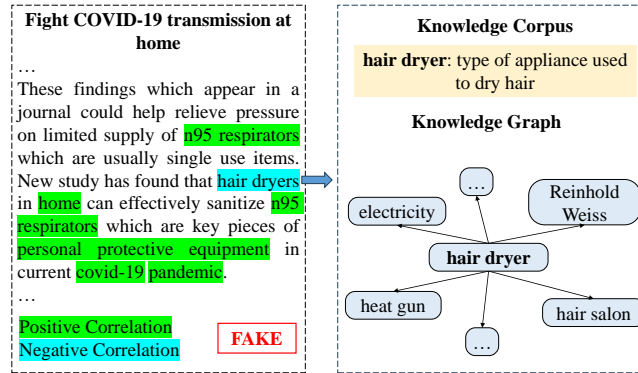 Fight COVID-19 transmission at
home
…
These findings which appear in a
journal could help relieve pressure
on limited supply of n95 respirators
which are usually single use items.
New study has found that hair dryers
in home can effectively sanitize n95
respirators which are key pieces of
personal protective equipment in
current covid-19 pandemic.
…
Positive Correlation
Negative Correlation
FAKE
Knowledge Corpus
hair dryer: type of appliance used
to dry hair
Knowledge Graph
…
electricity
Reinhold
Weiss
hair dryer
heat gun
hair salon
…